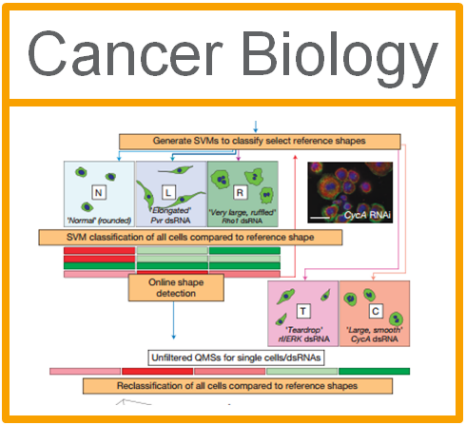 Cancer Biology
Generate SVMs to classify select reference shapes
N
'Normal' (rounded)
L
'Elongated'
Pvr dsRNA
R
'Very large, ruffled'
Rho1 dsRNA
CycA RNAi
SVM classification of all cells compared to reference shape
Online shape
detection
T
'Teardrop'
rl/ERK dsRNA
C
'Large, smooth'
CycA dsRNA
Unfiltered QMSs for single cells/dsRNAs
Reclassification of all cells compared to reference shapes